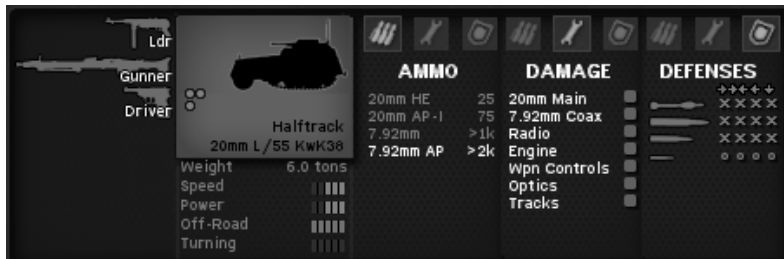 Ldr
Gunner
Driver
Halftrack
20mm L/55 KwK38
Weight 6.0 tons
Speed
Power
Off-Road
Turning
AMMO
20mm HE 25
20mm AP-I 75
7.92mm >1k
7.92mm AP >2k
DAMAGE
20mm Main
7.92mm Coax
Radio
Engine
Wpn Controls
Optics
Tracks
DEFENSES
X X X X
X X X X
X X X X
o o o o